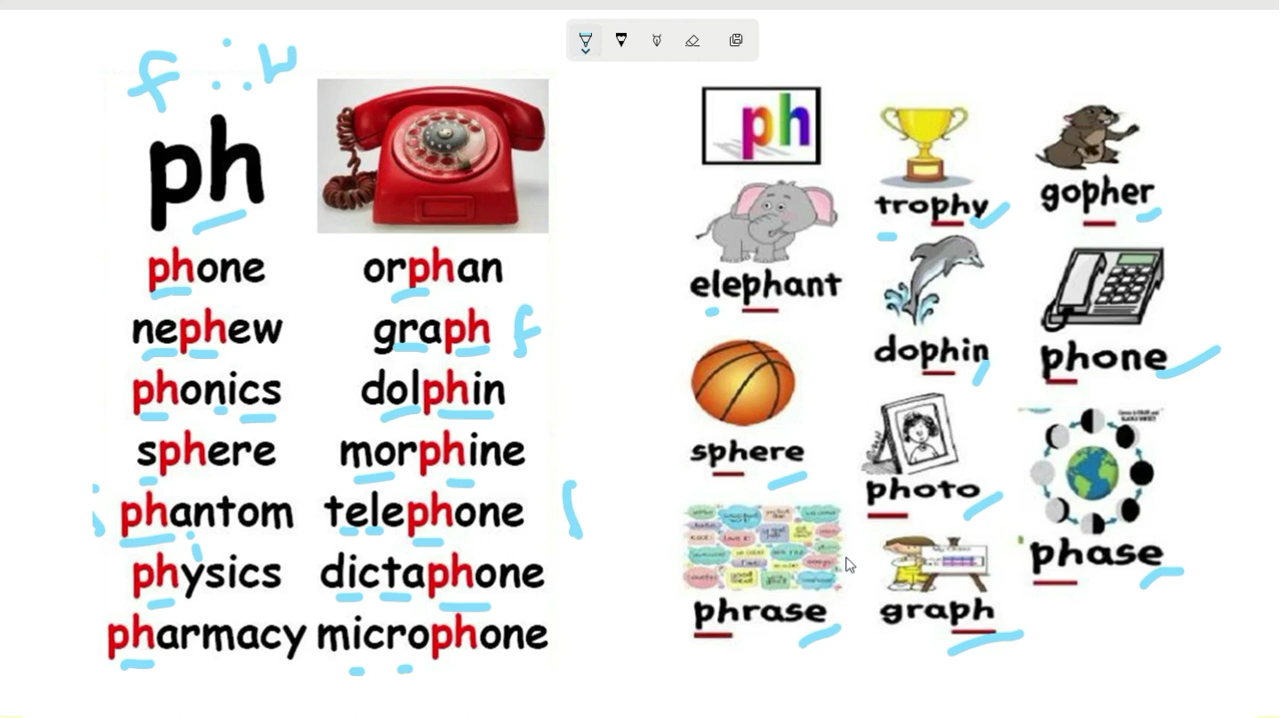 f
ph
phone
nephew
phonics
sphere
phantom
physics
pharmacy
orphan
graph f
dolphin
morphine
telephone
dictaphone
microphone
ph
elephant
sphere
phrase
trophy
dophin
photo
graph
gopher
phone
phase